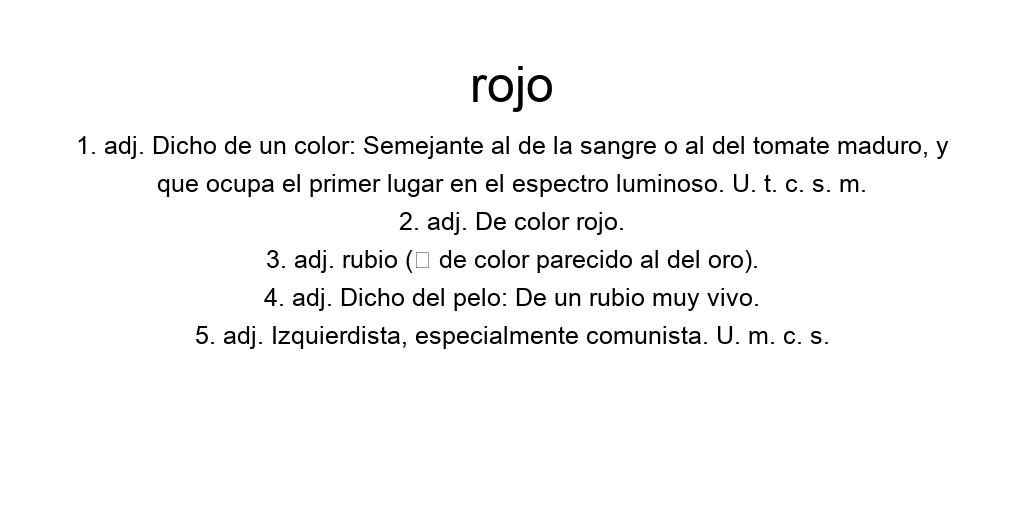 rojo
1. adj. Dicho de un color: Semejante al de la sangre o al del tomate maduro, y
que ocupa el primer lugar en el espectro luminoso. U. t. c. s. m.
2. adj. De color rojo.
3. adj. rubio (□ de color parecido al del oro).
4. adj. Dicho del pelo: De un rubio muy vivo.
5. adj. Izquierdista, especialmente comunista. U. m. c. s.